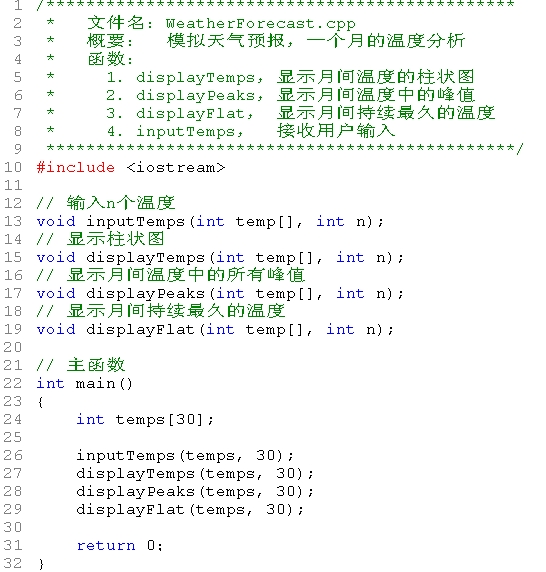 1 /***********************************************
2  *   文件名: WeatherForecast.cpp
3  *   概要:  模拟天气预报, 一个月的温度分析
4  *   函数:
5  *     1. displayTemps, 显示月间温度的柱状图
6  *     2. displayPeaks, 显示月间温度中的峰值
7  *     3. displayFlat,  显示月间持续最久的温度
8  *     4. inputTemps,   接收用户输入
9  ***********************************************/
10 #include <iostream>
11
12 // 输入n个温度
13 void inputTemps(int temp[], int n);
14 // 显示柱状图
15 void displayTemps(int temp[], int n);
16 // 显示月间温度中的所有峰值
17 void displayPeaks(int temp[], int n);
18 // 显示月间持续最久的温度
19 void displayFlat(int temp[], int n);
20
21 // 主函数
22 int main()
23 {
24     int temps[30];
25
26     inputTemps(temps, 30);
27     displayTemps(temps, 30);
28     displayPeaks(temps, 30);
29     displayFlat(temps, 30);
30
31     return 0;
32 }